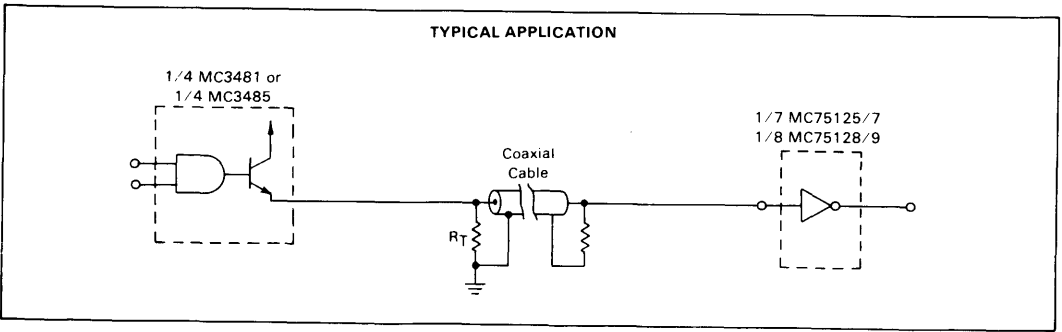 TYPICAL APPLICATION
1/4 MC3481 or
1/4 MC3485
1/7 MC75125/7
1/8 MC75128/9
Coaxial
Cable
RT